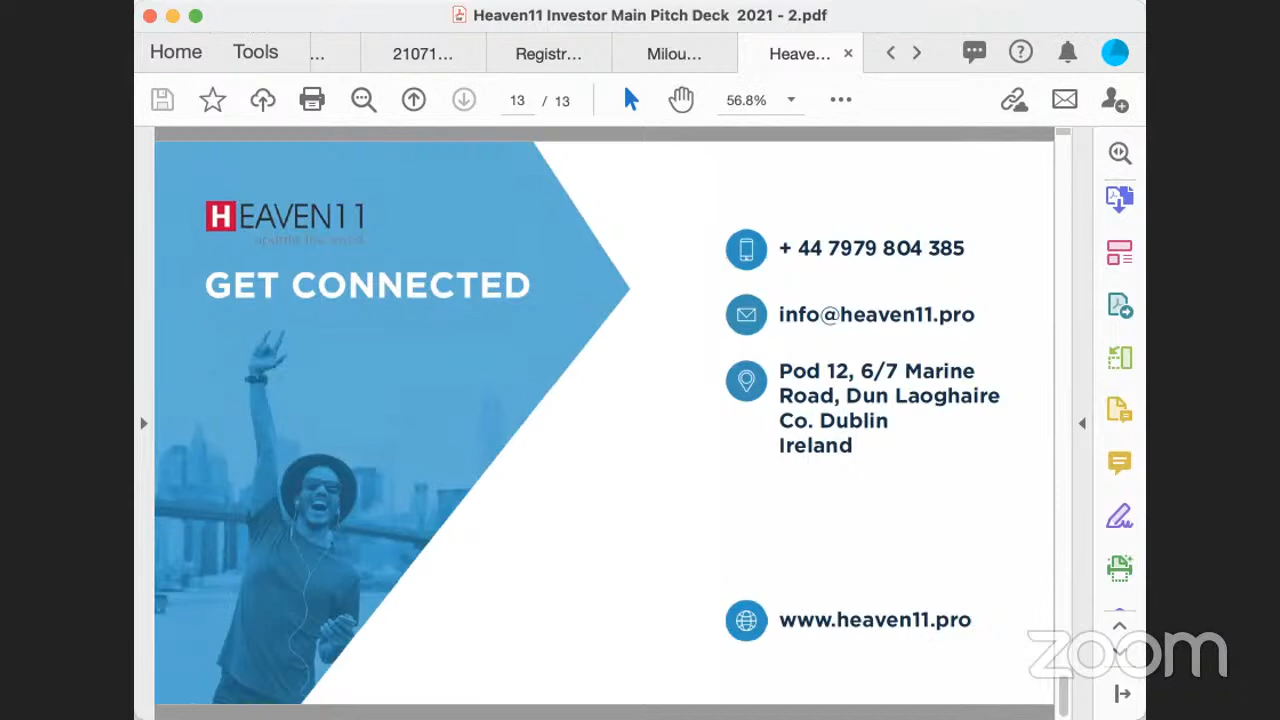 Heaven11 Investor Main Pitch Deck 2021 - 2.pdf
Home Tools ... 21071... Registr... Milou... Heave... ×
13 / 13 56.8%
HEAVEN11
GET CONNECTED
+ 44 7979 804 385
info@heaven11.pro
Pod 12, 6/7 Marine
Road, Dun Laoghaire
Co. Dublin
Ireland
www.heaven11.pro
zoom